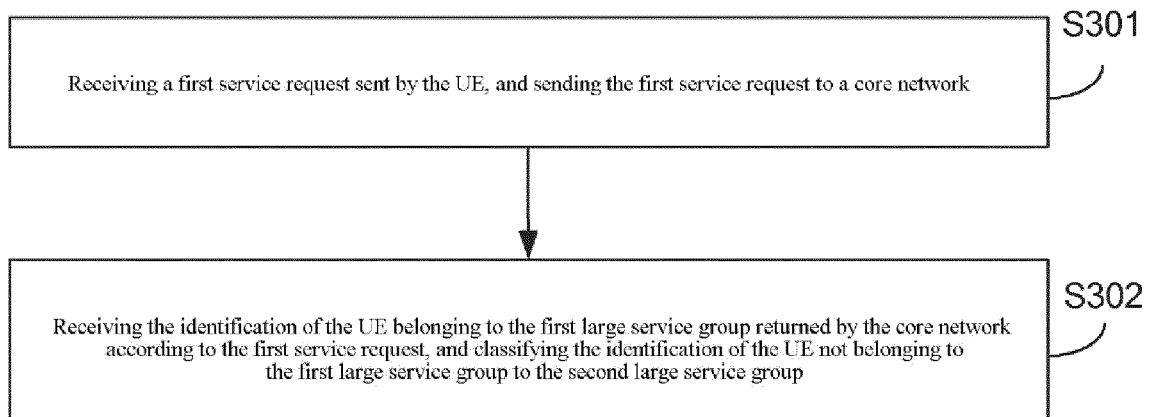 S301
Receiving a first service request sent by the UE, and sending the first service request to a core network
S302
Receiving the identification of the UE belonging to the first large service group returned by the core network
according to the first service request, and classifying the identification of the UE not belonging to
the first large service group to the second large service group